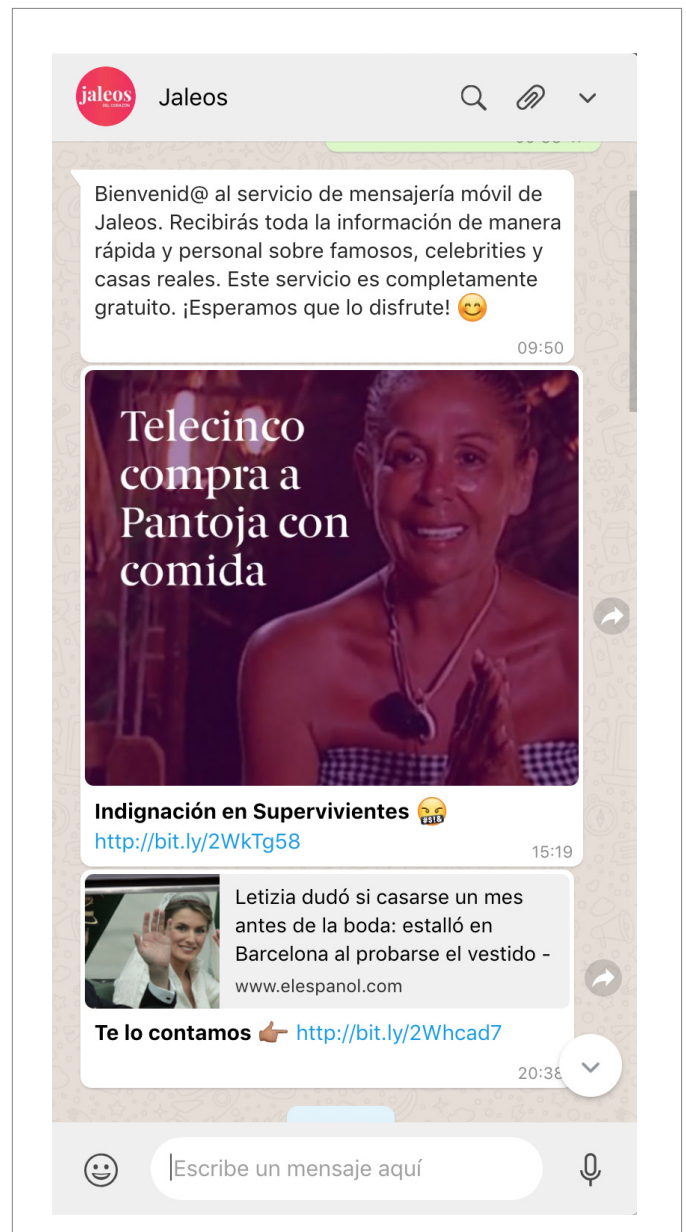 jaleos
DEL CORAZÓN
Jaleos
Bienvenid@ al servicio de mensajería móvil de
Jaleos. Recibirás toda la información de manera
rápida y personal sobre famosos, celebrities y
casas reales. Este servicio es completamente
gratuito. ¡Esperamos que lo disfrute! 😊
09:50
Telecinco
compra a
Pantoja con
comida
Indignación en Supervivientes 🤬
http://bit.ly/2WkTg58
15:19
Letizia dudó si casarse un mes
antes de la boda: estalló en
Barcelona al probarse el vestido -
www.elespanol.com
Te lo contamos 👉🏽 http://bit.ly/2Whcad7
20:38
Escribe un mensaje aquí